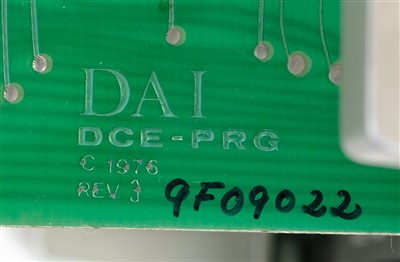 DAI
DCE-PRG
C 1976
REV 3 9F09022